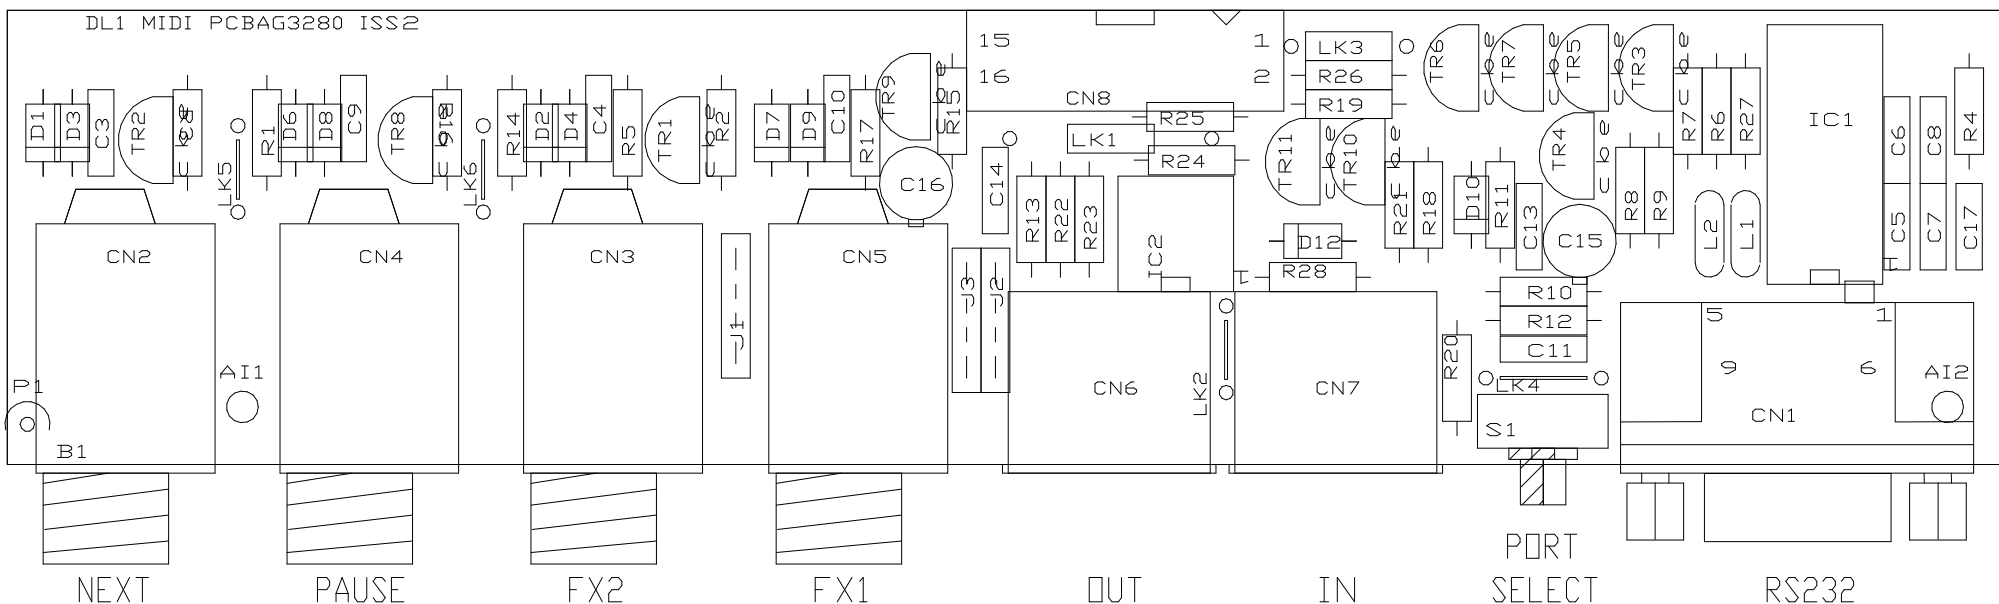 DL1 MIDI PCBAG3280 ISS2
15
1
16
2
CN8
LK3
R26
R19
TR6
c b e
TR7
c b e
TR5
c b e
TR3
c b e
IC1
D1
D3
C3
TR2
c b e
R3
LK5
R1
D6
D8
C9
TR8
c b e
R16
LK6
R14
D2
D4
C4
R5
TR1
c b e
R2
D7
D9
C10
R17
TR9
c b e
R15
C16
R25
LK1
R24
C14
R13
R22
R23
IC2
1
TR11
c b e
TR10
c b e
R21
R18
D12
R28
D10
R11
C13
TR4
c b e
C15
R8
R9
R7
R6
R27
L2
L1
C6
C8
R4
C5
C7
C17
1
CN2
CN4
CN3
CN5
J1
J3
J2
R10
R12
C11
R20
LK4
S1
5
1
9
6
CN1
AI2
P1
AI1
B1
CN6
LK2
CN7
NEXT
PAUSE
FX2
FX1
OUT
IN
PORT
SELECT
RS232